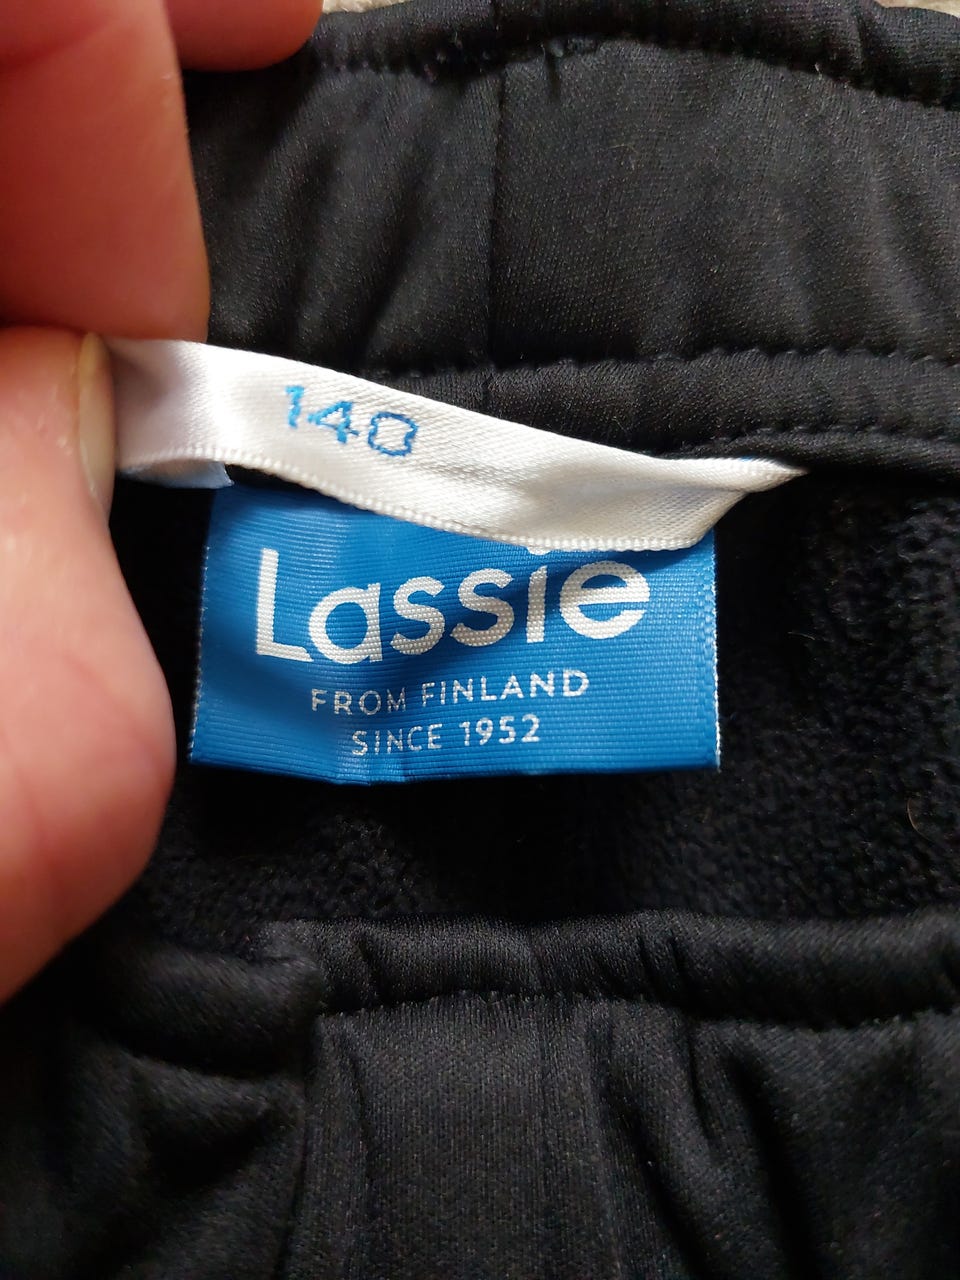 140
Lassie
FROM FINLAND
SINCE 1952